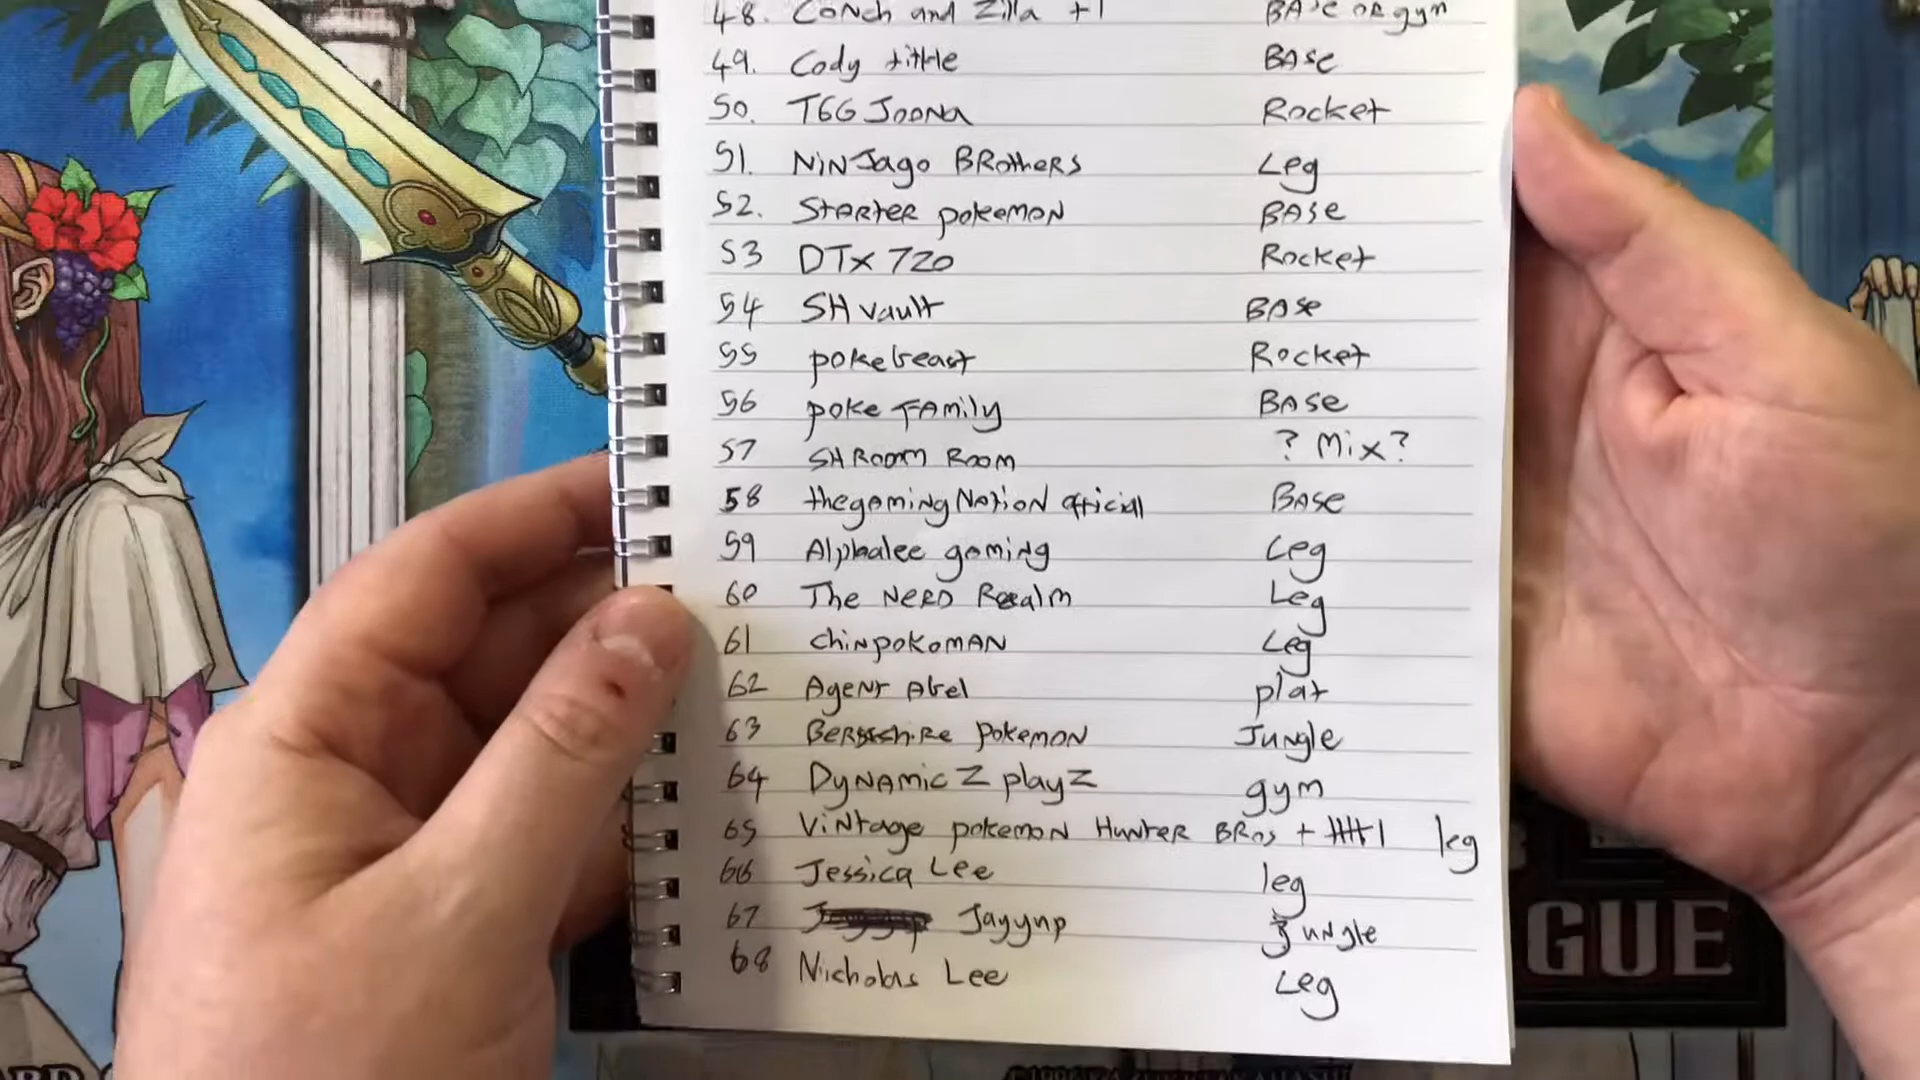 48. Conch and Zilla +1 BASe or gym
49. Cody tittle BASe
50. TGG Joona Rocket
51. NiNJago BRotheRS Leg
52. StaRteR pokemon BASe
53 DTx 720 Rocket
54 SH vault BASe
55 pokebeast Rocket
56 poke FAmily BASe
57 SHRoom Room ? Mix ?
58 thegamingNation official BASe
59 Alphalee gaming Leg
60 The NeRD Realm Leg
61 chinpokoMAN Leg
62 Agent Abel plat
63 pokemon Jungle
64 DyNAmic Z playZ gym
65 ViNtage pokemon HunteR BRos + 1 leg
66 Jessica Lee leg
67 Jayynp Jungle
68 Nicholas Lee Leg
GUE